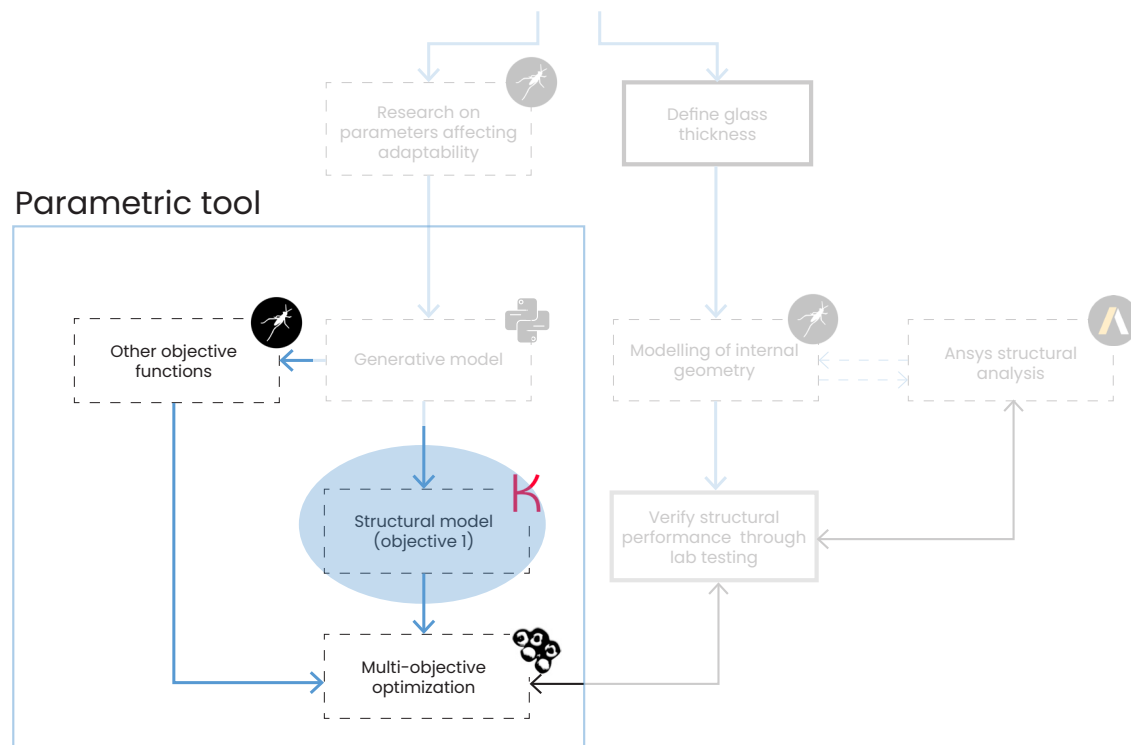 Research on
parameters affecting
adaptability
Define glass
thickness
Parametric tool
Other objective
functions
Generative model
Modelling of internal
geometry
Ansys structural
analysis
Structural model
(objective 1)
Verify structural
performance through
lab testing
Multi-objective
optimization